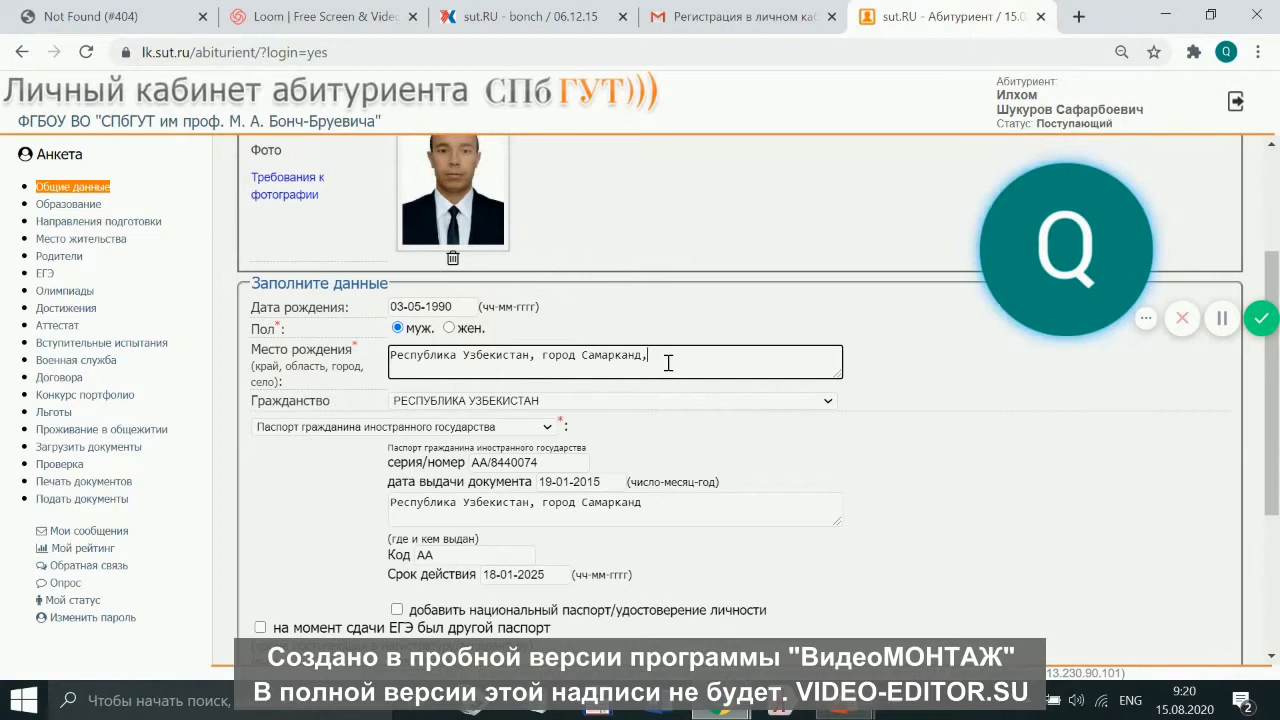 Not Found (#404)
Loom | Free Screen & Video
sut.RU - bonch / 06.12.15
Регистрация в личном каб
sut.RU - Абитуриент / 15.0
lk.sut.ru/abiturient/?login=yes
Q
Личный кабинет абитуриента СПбГУТ)))
ФГБОУ ВО "СПбГУТ им проф. М. А. Бонч-Бруевича"
Абитуриент:
Илхом
Шукуров Сафарбоевич
Статус: Поступающий
Анкета
Общие данные
Образование
Направления подготовки
Место жительства
Родители
ЕГЭ
Олимпиады
Достижения
Аттестат
Вступительные испытания
Военная служба
Договора
Конкурс портфолио
Льготы
Проживание в общежитии
Загрузить документы
Проверка
Печать документов
Подать документы
Мои сообщения
Мой рейтинг
Обратная связь
Опрос
Мой статус
Изменить пароль
Фото
Требования к
фотографии
Q
Заполните данные
Дата рождения: 03-05-1990 (чч-мм-гггг)
Пол*: муж. жен.
Место рождения*
(край, область, город,
село):
Республика Узбекистан, город Самарканд,
Гражданство РЕСПУБЛИКА УЗБЕКИСТАН
Паспорт гражданина иностранного государства *:
Паспорт гражданина иностранного государства
серия/номер AA/8440074
дата выдачи документа 19-01-2015 (число-месяц-год)
Республика Узбекистан, город Самарканд
(где и кем выдан)
Код AA
Срок действия 18-01-2025 (чч-мм-гггг)
добавить национальный паспорт/удостоверение личности
на момент сдачи ЕГЭ был другой паспорт
Создано в пробной версии программы "ВидеоМОНТАЖ"
В полной версии этой надписи не будет. VIDEO-EDITOR.SU
213.230.90.101)
Чтобы начать поиск,
ENG
9:20
15.08.2020
2